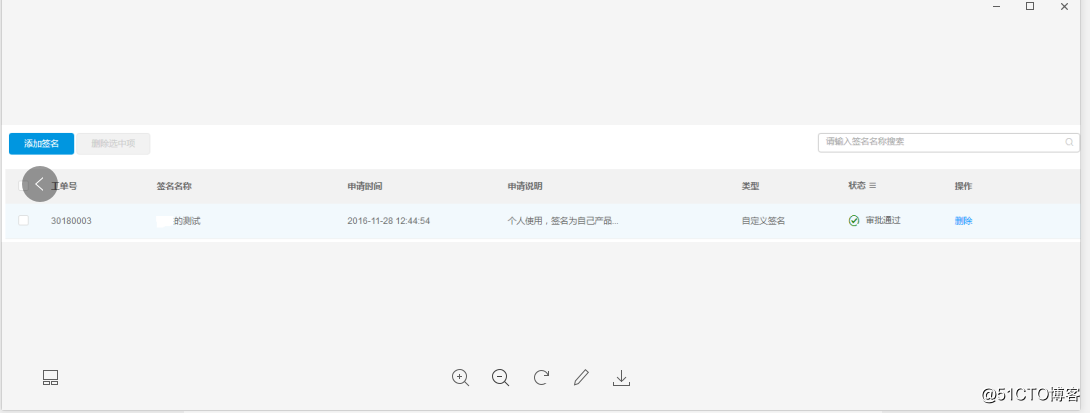 添加签名 删除选中项 请输入签名名称搜索
工单号 签名名称 申请时间 申请说明 类型 状态 操作
30180003 的测试 2016-11-28 12:44:54 个人使用，签名为自己产品... 自定义签名 审批通过 删除
@51CTO博客